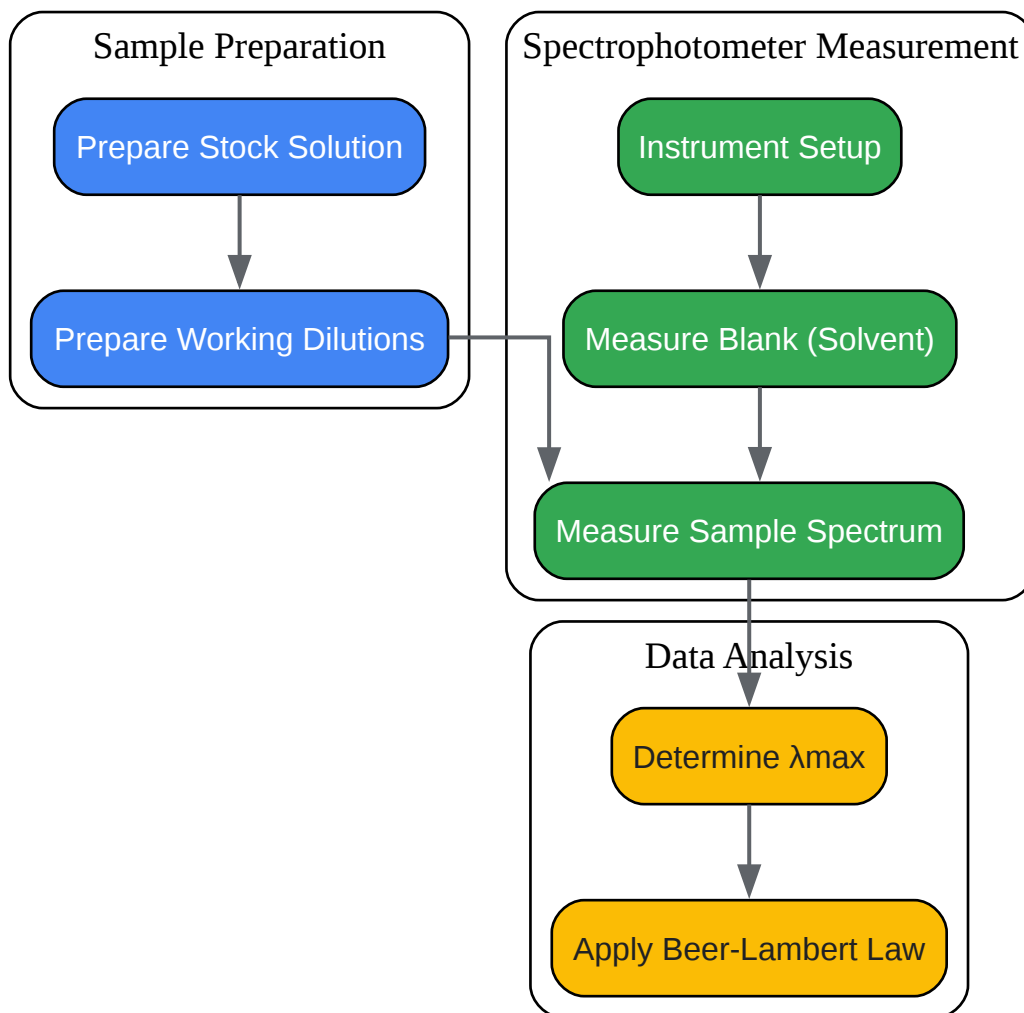 Sample Preparation
Prepare Stock Solution
Prepare Working Dilutions
Spectrophotometer Measurement
Instrument Setup
Measure Blank (Solvent)
Measure Sample Spectrum
Data Analysis
Determine λmax
Apply Beer-Lambert Law